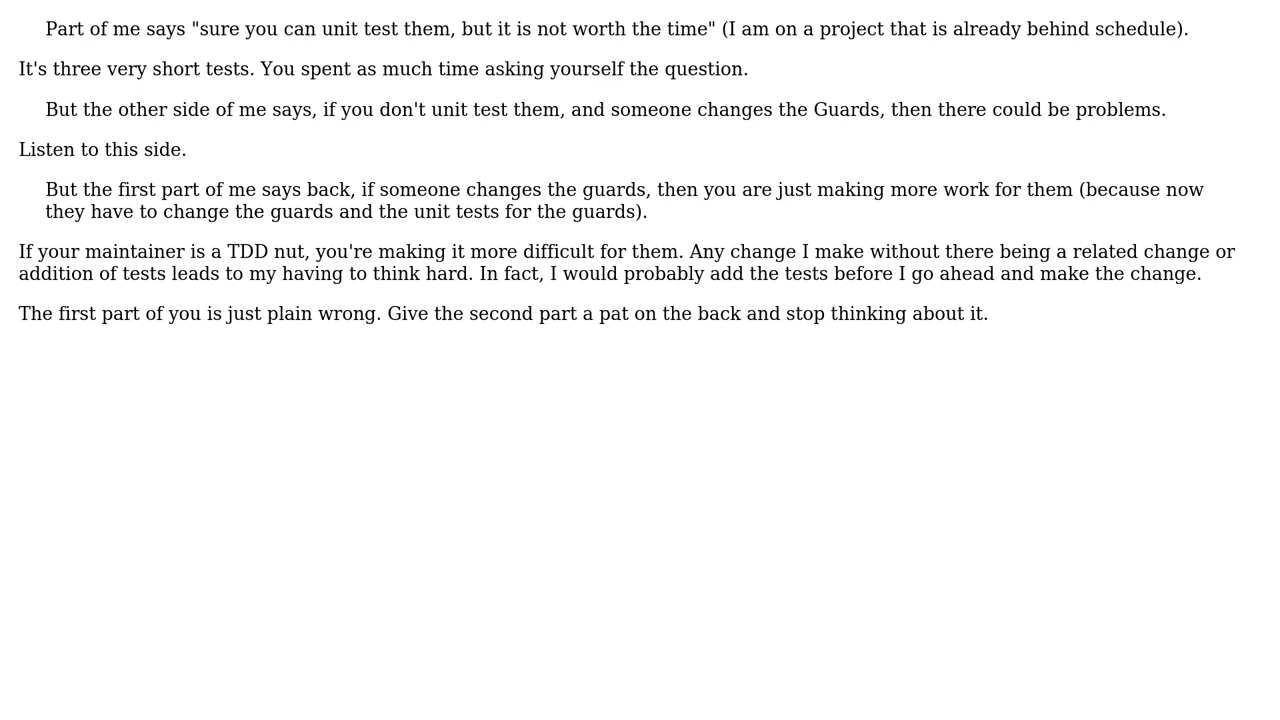 Part of me says "sure you can unit test them, but it is not worth the time" (I am on a project that is already behind schedule).
It's three very short tests. You spent as much time asking yourself the question.
But the other side of me says, if you don't unit test them, and someone changes the Guards, then there could be problems.
Listen to this side.
But the first part of me says back, if someone changes the guards, then you are just making more work for them (because now
they have to change the guards and the unit tests for the guards).
If your maintainer is a TDD nut, you're making it more difficult for them. Any change I make without there being a related change or
addition of tests leads to my having to think hard. In fact, I would probably add the tests before I go ahead and make the change.
The first part of you is just plain wrong. Give the second part a pat on the back and stop thinking about it.